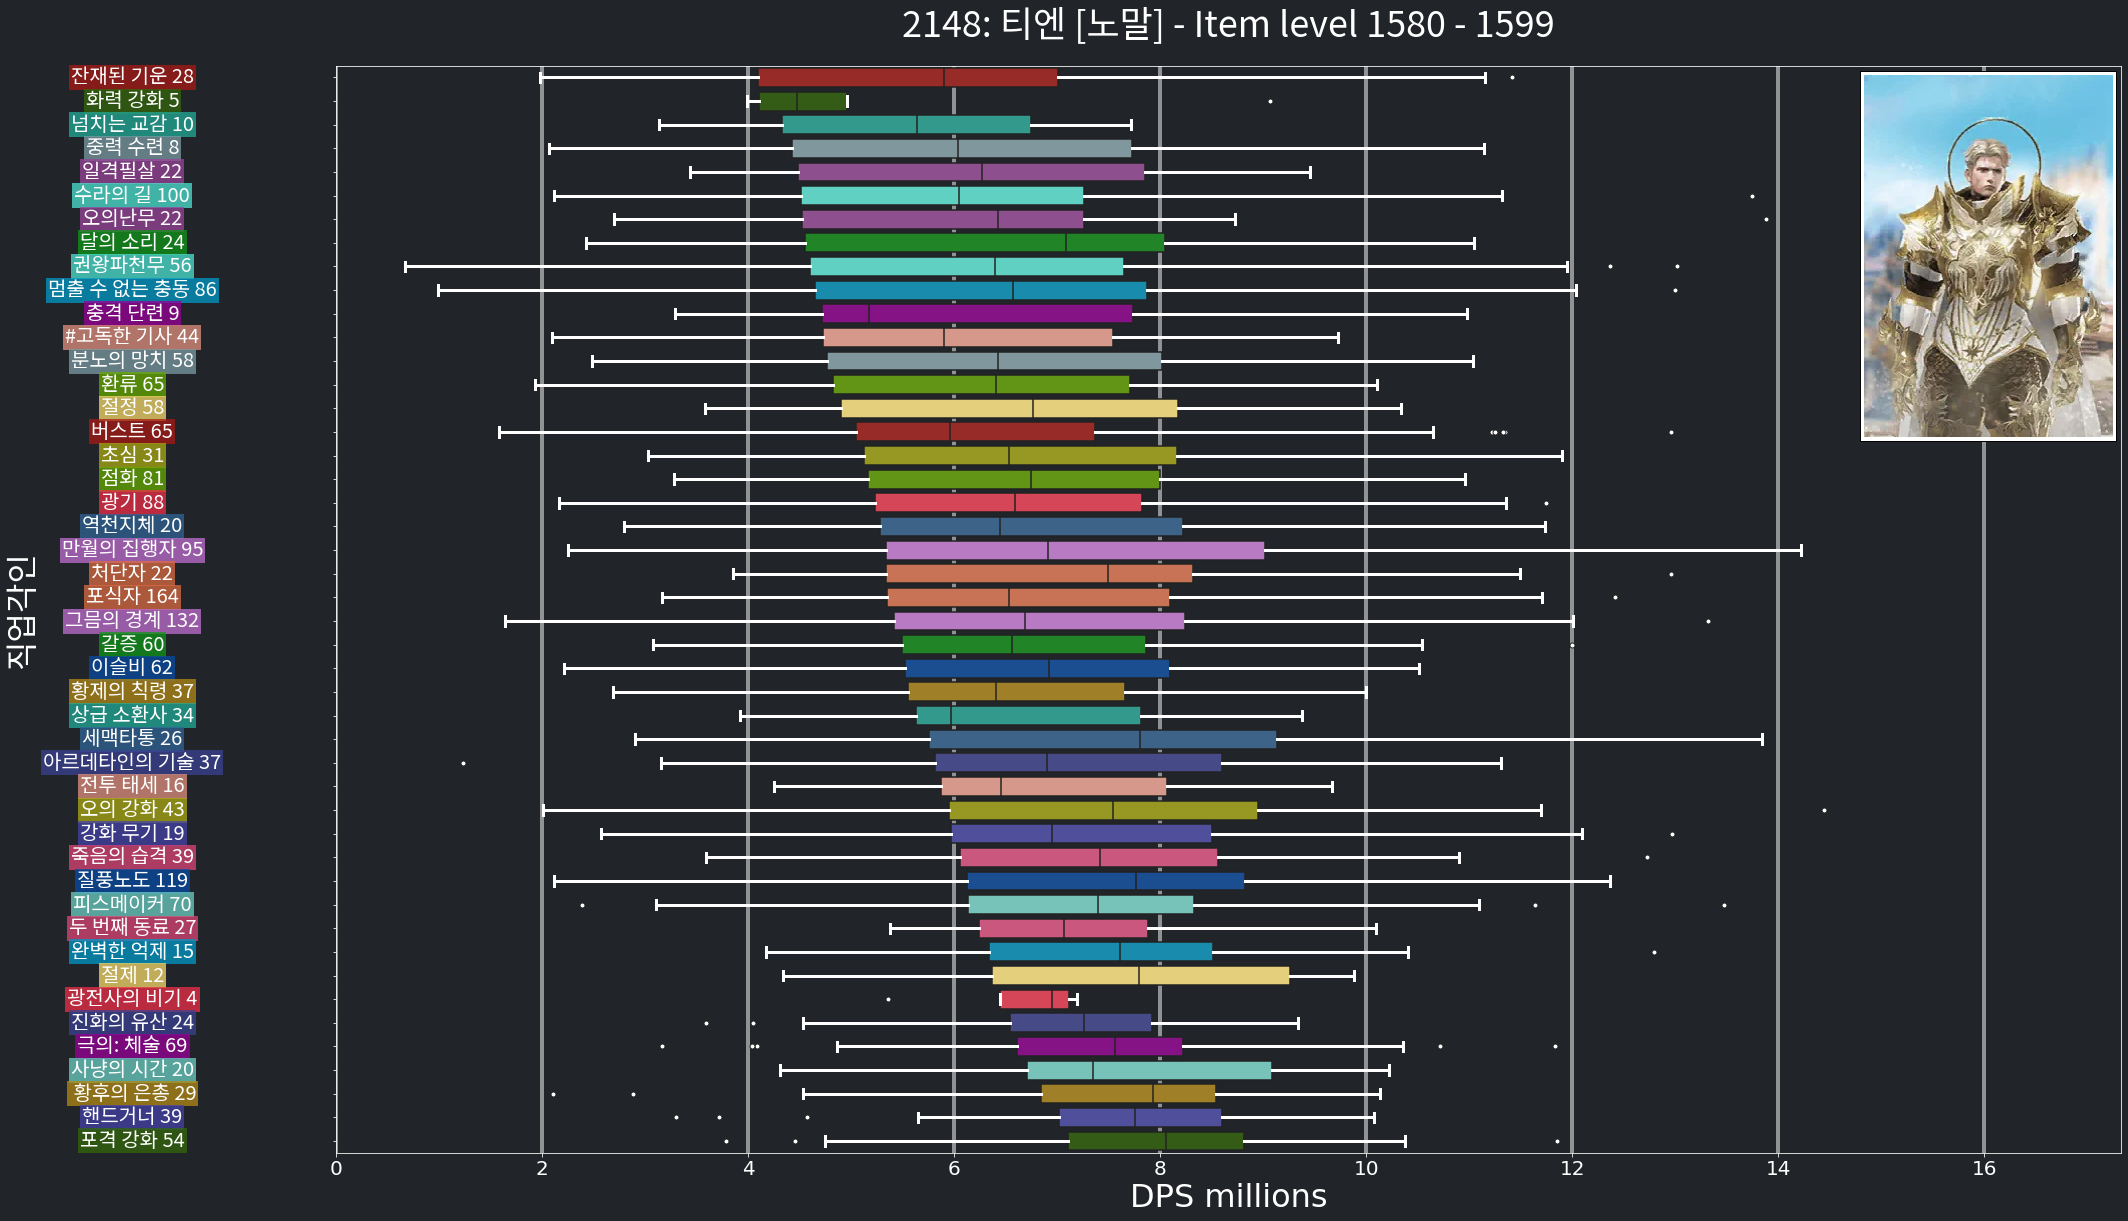 2148: 티엔 [노말] - Item level 1580 - 1599
잔재된 기운 28
화력 강화 5
넘치는 교감 10
중력 수련 8
일격필살 22
수라의 길 100
오의난무 22
달의 소리 24
권왕파천무 56
멈출 수 없는 충동 86
충격 단련 9
#고독한 기사 44
분노의 망치 58
환류 65
절정 58
버스트 65
초심 31
점화 81
광기 88
역천지체 20
만월의 집행자 95
처단자 22
포식자 164
그믐의 경계 132
갈증 60
이슬비 62
황제의 칙령 37
상급 소환사 34
세맥타통 26
아르데타인의 기술 37
전투 태세 16
오의 강화 43
강화 무기 19
죽음의 습격 39
질풍노도 119
피스메이커 70
두 번째 동료 27
완벽한 억제 15
절제 12
광전사의 비기 4
진화의 유산 24
극의: 체술 69
사냥의 시간 20
황후의 은총 29
핸드거너 39
포격 강화 54
직업각인
0 2 4 6 8 10 12 14 16
DPS millions